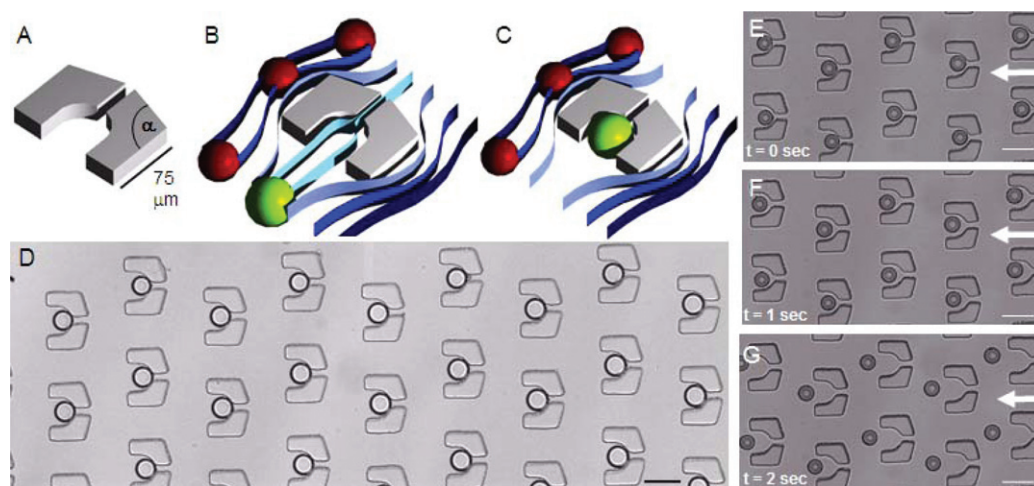 A
B
C
α
75
μm
D
E
t = 0 sec
F
t = 1 sec
G
t = 2 sec